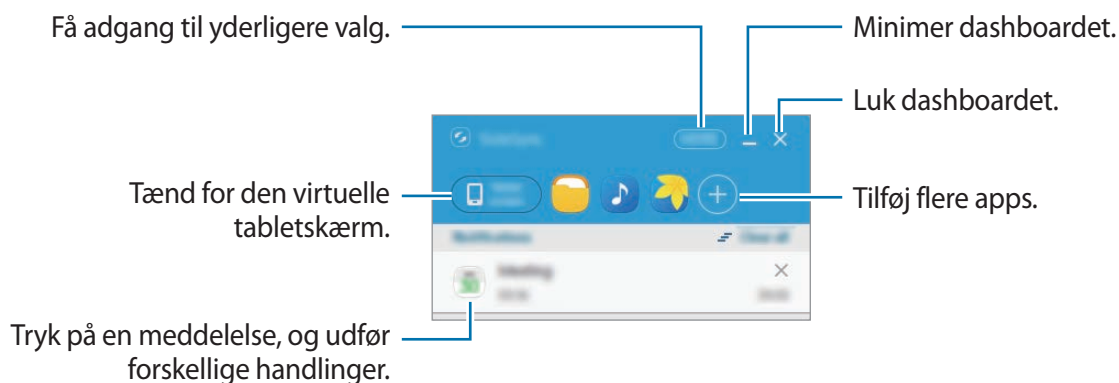 Få adgang til yderligere valg.
Minimer dashboardet.
Luk dashboardet.
Tænd for den virtuelle
tabletskærm.
Tilføj flere apps.
Tryk på en meddelelse, og udfør
forskellige handlinger.